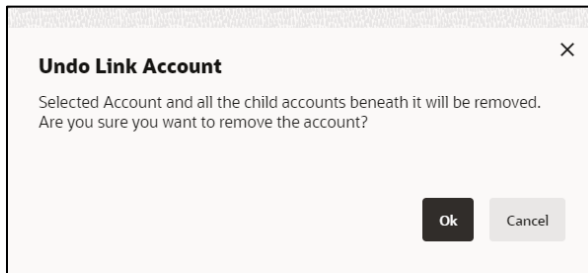 Undo Link Account
Selected Account and all the child accounts beneath it will be removed.
Are you sure you want to remove the account?
Ok
Cancel